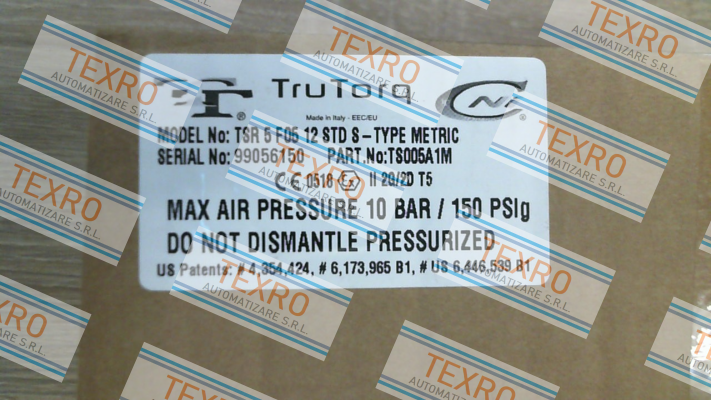 TruTorq
Made in Italy - EEC/EU
MODEL No: TSR 5 F05 12 STD S-TYPE METRIC
SERIAL No: 99056150 PART.No:TS005A1M
CE 0518 Ex II 2G/2D T5
MAX AIR PRESSURE 10 BAR / 150 PSIg
DO NOT DISMANTLE PRESSURIZED
US Patents: # 4,354,424, # 6,173,965 B1, # US 6,446,539 B1
TEXRO
AUTOMATIZARE S.R.L.